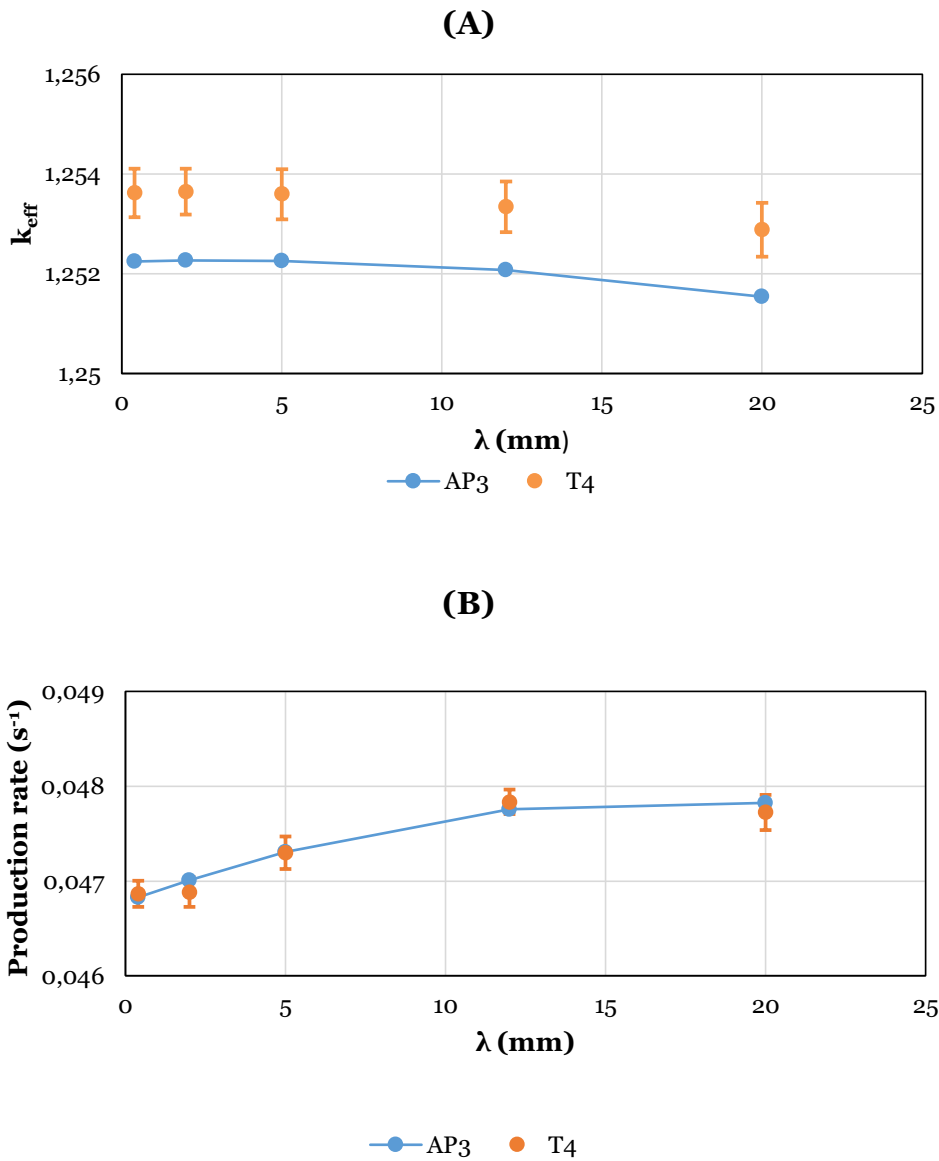 (A)
k_eff
1,256
1,254
1,252
1,25
0 5 10 15 20 25
λ (mm)
AP3 T4
(B)
Production rate (s⁻¹)
0,049
0,048
0,047
0,046
0 5 10 15 20 25
λ (mm)
AP3 T4